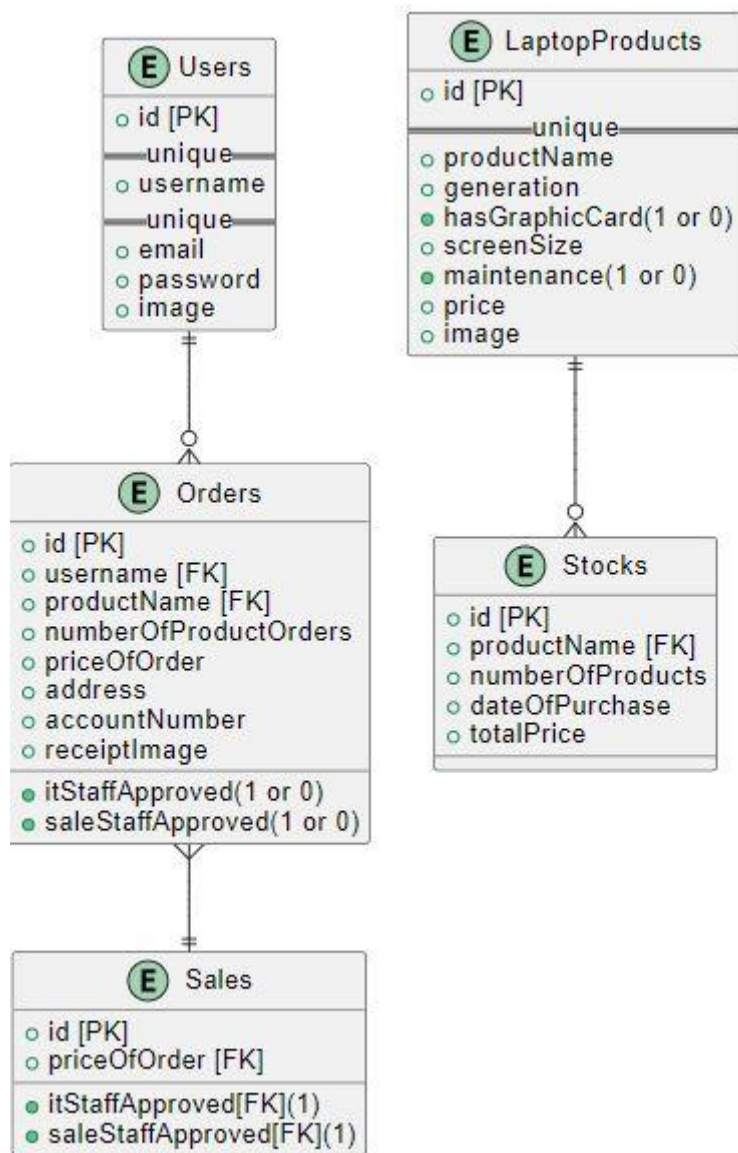 E Users
id [PK]
unique
username
unique
email
password
image
E LaptopProducts
id [PK]
unique
productName
generation
hasGraphicCard(1 or 0)
screenSize
maintenance(1 or 0)
price
image
E Orders
id [PK]
username [FK]
productName [FK]
numberOfProductOrders
priceOfOrder
address
accountNumber
receiptImage
itStaffApproved(1 or 0)
saleStaffApproved(1 or 0)
E Stocks
id [PK]
productName [FK]
numberOfProducts
dateOfPurchase
totalPrice
E Sales
id [PK]
priceOfOrder [FK]
itStaffApproved[FK](1)
saleStaffApproved[FK](1)